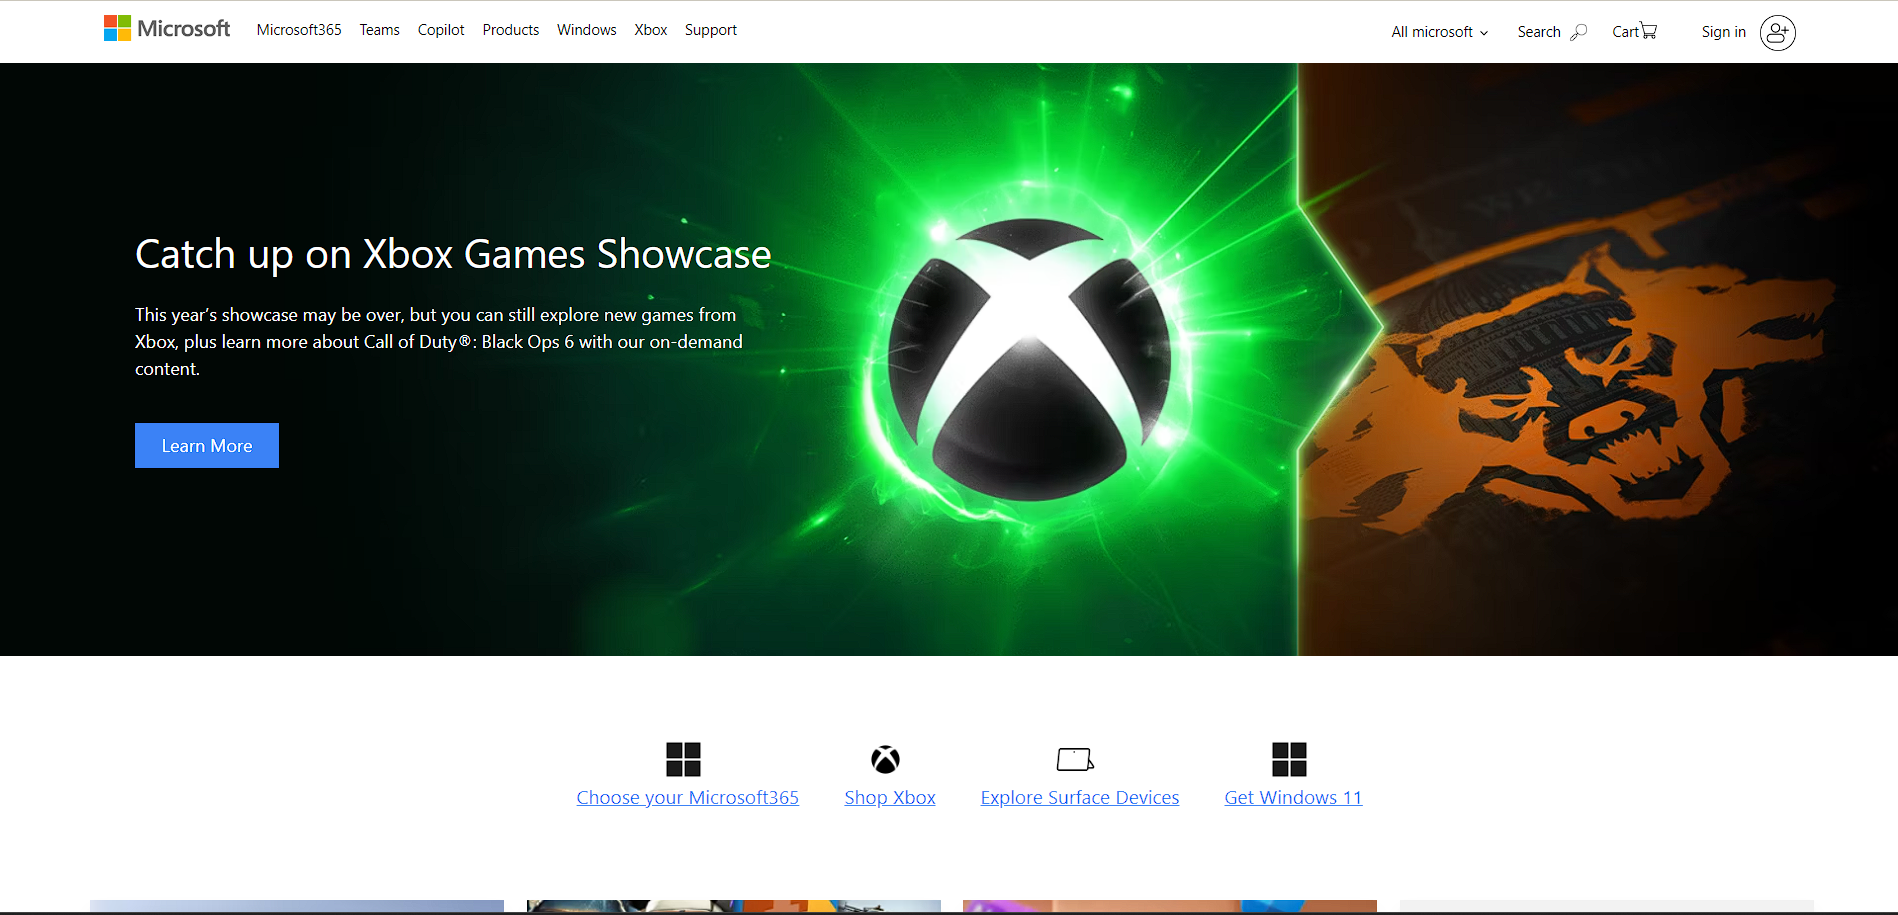 Microsoft
Microsoft365 Teams Copilot Products Windows Xbox Support
All microsoft Search Cart Sign in
Catch up on Xbox Games Showcase
This year’s showcase may be over, but you can still explore new games from
Xbox, plus learn more about Call of Duty®: Black Ops 6 with our on-demand
content.
Learn More
Choose your Microsoft365 Shop Xbox Explore Surface Devices Get Windows 11